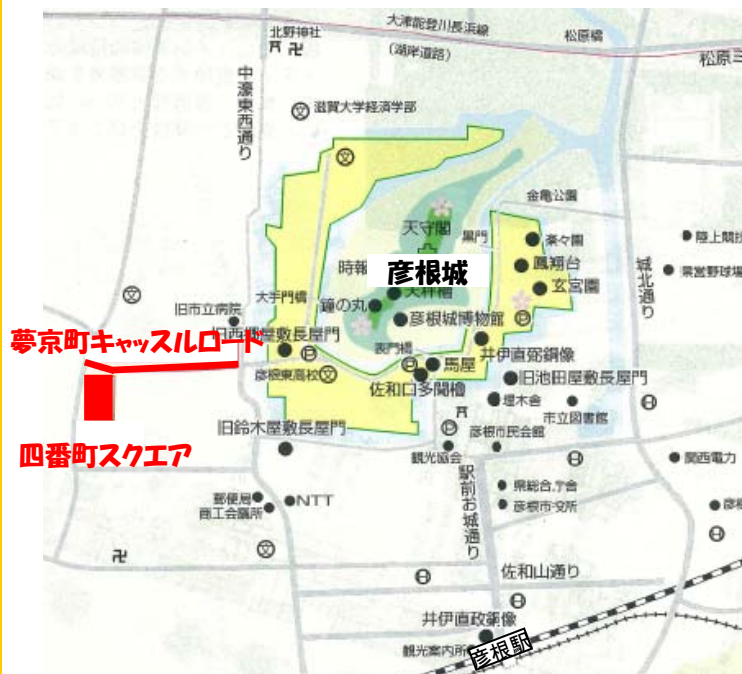 大津能登川長浜線
(湖岸道路)
松原橋
松原三
北野神社
卍
中濠東西通り
文
滋賀大学経済学部
文
金亀公園
天守閣
黒門
楽々園
陸上競技
時報
彦根城
鳳翔台
城北通り
県営野球場
文
大手門橋
天秤櫓
玄宮園
旧市立病院
鐘の丸
彦根城博物館
P
夢京町キャッスルロード
旧西郷屋敷長屋門
P
表門橋
P
馬屋
井伊直弼銅像
彦根東高校
文
佐和口多聞櫓
旧池田屋敷長屋門
埋木舎
市立図書館
H
四番町スクエア
旧鈴木屋敷長屋門
P
彦根市民会館
観光協会
H
関西電力
駅前お城通り
県総合庁舎
郵便局
商工会議所
NTT
彦根市役所
彦根
H
卍
文
H
佐和山通り
H
井伊直政銅像
観光案内所
彦根駅